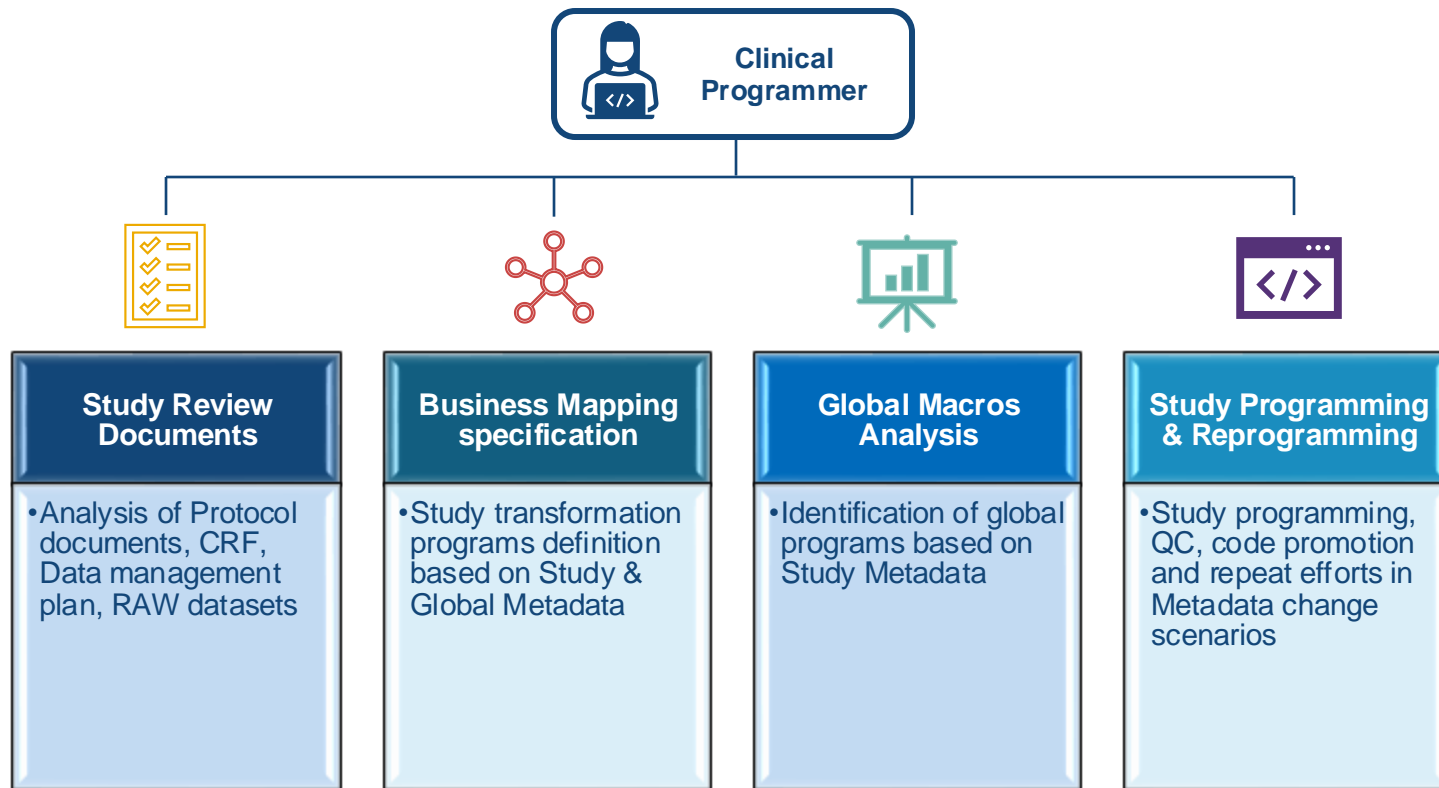 Clinical
Programmer
</>
</>
Study Review
Documents
Business Mapping
specification
Global Macros
Analysis
Study Programming
& Reprogramming
•Analysis of Protocol
documents, CRF,
Data management
plan, RAW datasets
•Study transformation
programs definition
based on Study &
Global Metadata
•Identification of global
programs based on
Study Metadata
•Study programming,
QC, code promotion
and repeat efforts in
Metadata change
scenarios